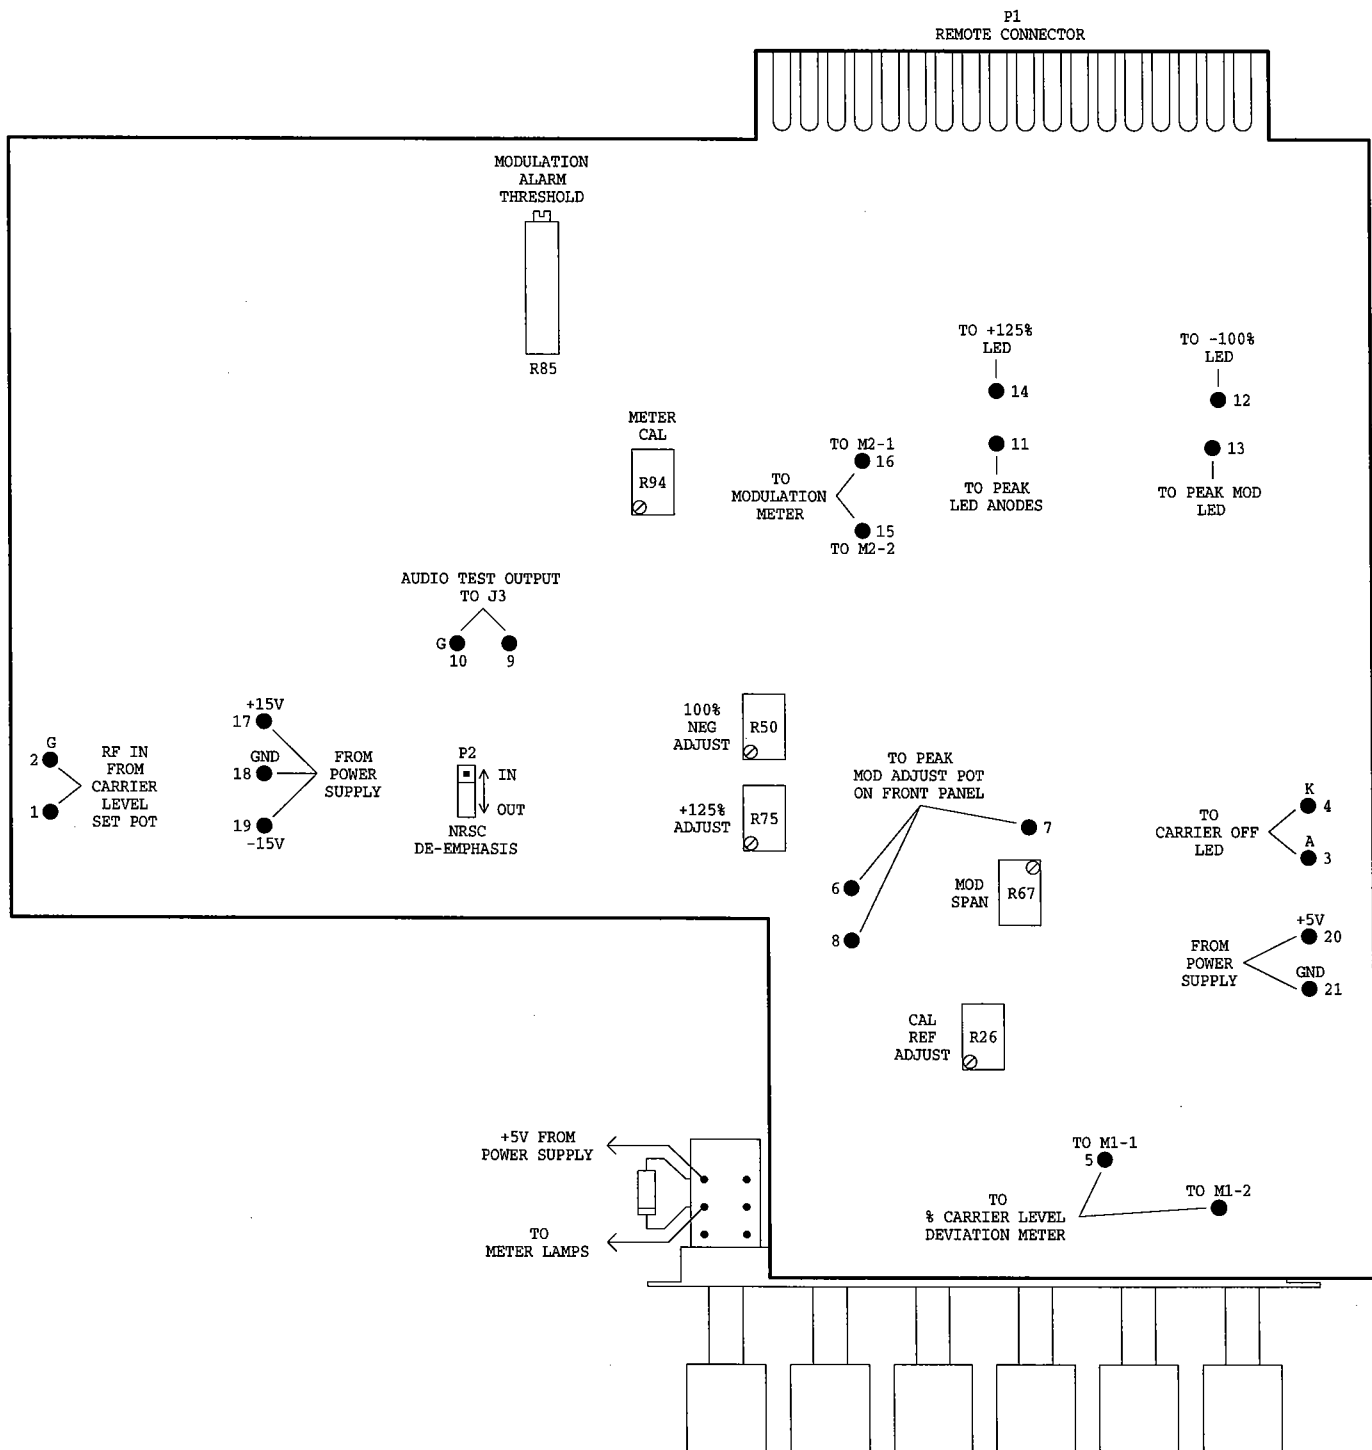 P1
REMOTE CONNECTOR
MODULATION
ALARM
THRESHOLD
R85
TO +125%
LED
14
11
TO PEAK
LED ANODES
TO -100%
LED
12
13
TO PEAK MOD
LED
METER
CAL
R94
TO M2-1
16
TO
MODULATION
METER
15
TO M2-2
AUDIO TEST OUTPUT
TO J3
G
10
9
+15V
17
GND
18
19
-15V
FROM
POWER
SUPPLY
G
2
1
RF IN
FROM
CARRIER
LEVEL
SET POT
P2
IN
OUT
NRSC
DE-EMPHASIS
100%
NEG
ADJUST
R50
+125%
ADJUST
R75
TO PEAK
MOD ADJUST POT
ON FRONT PANEL
7
6
8
MOD
SPAN
R67
TO
CARRIER OFF
LED
K
4
A
3
+5V
20
GND
21
FROM
POWER
SUPPLY
CAL
REF
ADJUST
R26
+5V FROM
POWER SUPPLY
TO
METER LAMPS
TO M1-1
5
TO M1-2
TO
% CARRIER LEVEL
DEVIATION METER